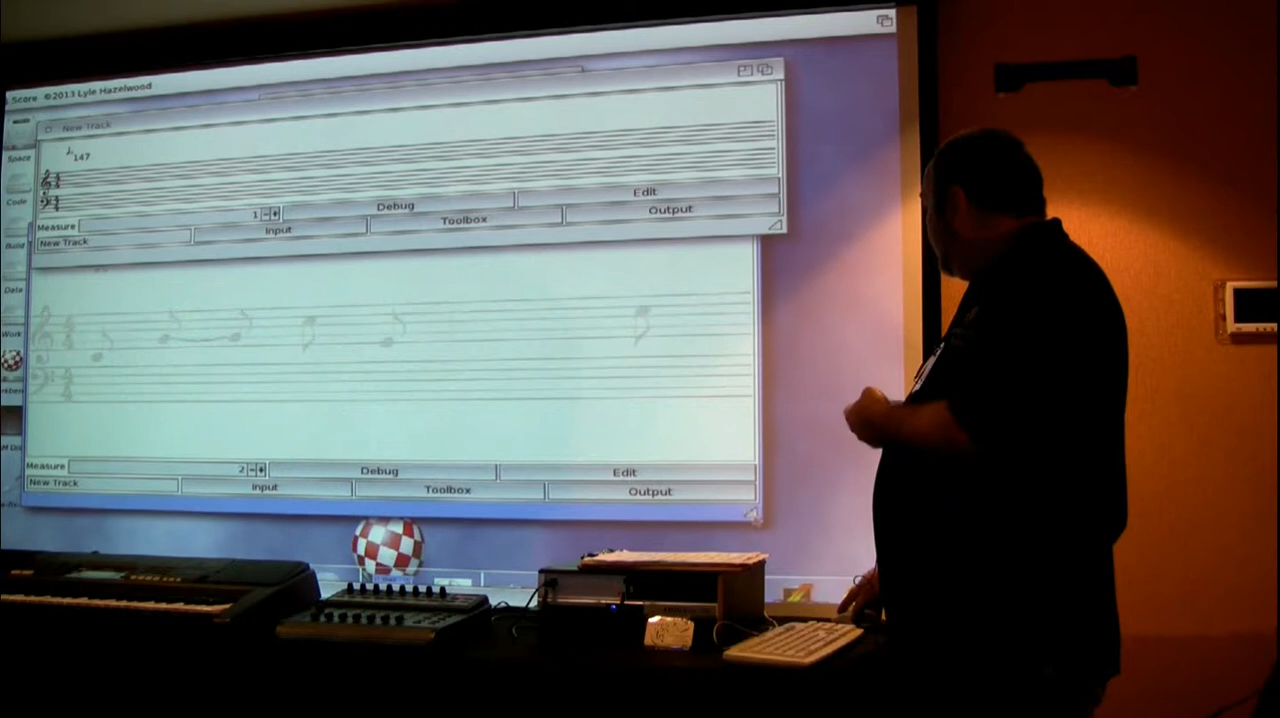 Score ©2013 Lyle Hazelwood
New Track
Space
147
Code
Edit
1 Debug
Output
Toolbox
Measure
Input
New Track
Build
Data
Work
Measure
2 Debug Edit
New Track Input Toolbox Output